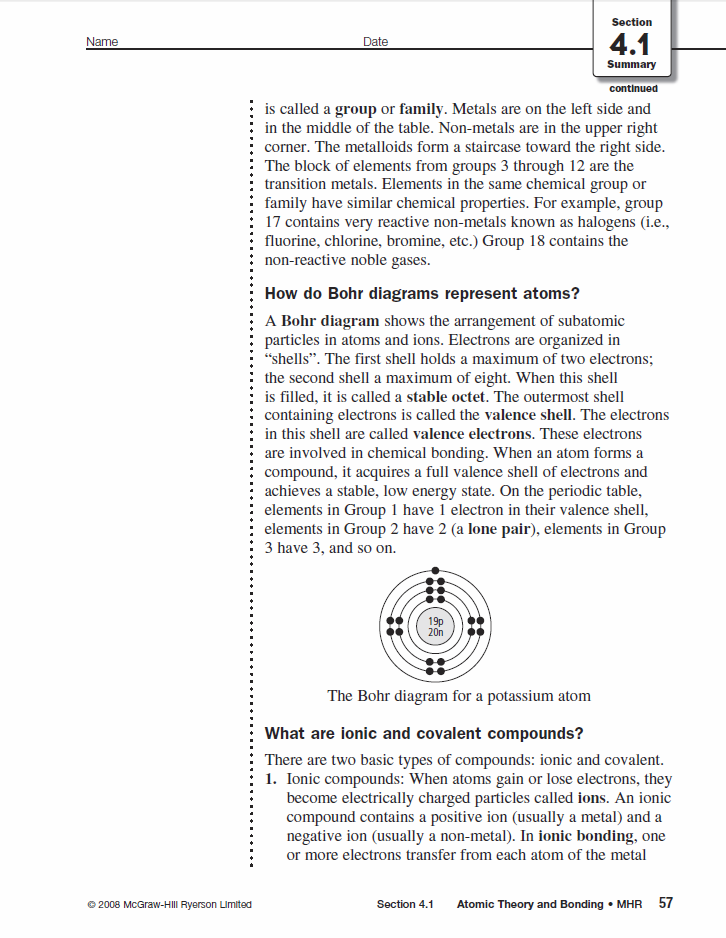 Section
4.1
Summary
Name Date
continued
is called a group or family. Metals are on the left side and
in the middle of the table. Non-metals are in the upper right
corner. The metalloids form a staircase toward the right side.
The block of elements from groups 3 through 12 are the
transition metals. Elements in the same chemical group or
family have similar chemical properties. For example, group
17 contains very reactive non-metals known as halogens (i.e.,
fluorine, chlorine, bromine, etc.) Group 18 contains the
non-reactive noble gases.
How do Bohr diagrams represent atoms?
A Bohr diagram shows the arrangement of subatomic
particles in atoms and ions. Electrons are organized in
“shells”. The first shell holds a maximum of two electrons;
the second shell a maximum of eight. When this shell
is filled, it is called a stable octet. The outermost shell
containing electrons is called the valence shell. The electrons
in this shell are called valence electrons. These electrons
are involved in chemical bonding. When an atom forms a
compound, it acquires a full valence shell of electrons and
achieves a stable, low energy state. On the periodic table,
elements in Group 1 have 1 electron in their valence shell,
elements in Group 2 have 2 (a lone pair), elements in Group
3 have 3, and so on.
19p
20n
The Bohr diagram for a potassium atom
What are ionic and covalent compounds?
There are two basic types of compounds: ionic and covalent.
1. Ionic compounds: When atoms gain or lose electrons, they
become electrically charged particles called ions. An ionic
compound contains a positive ion (usually a metal) and a
negative ion (usually a non-metal). In ionic bonding, one
or more electrons transfer from each atom of the metal
© 2008 McGraw-Hill Ryerson Limited Section 4.1 Atomic Theory and Bonding • MHR 57